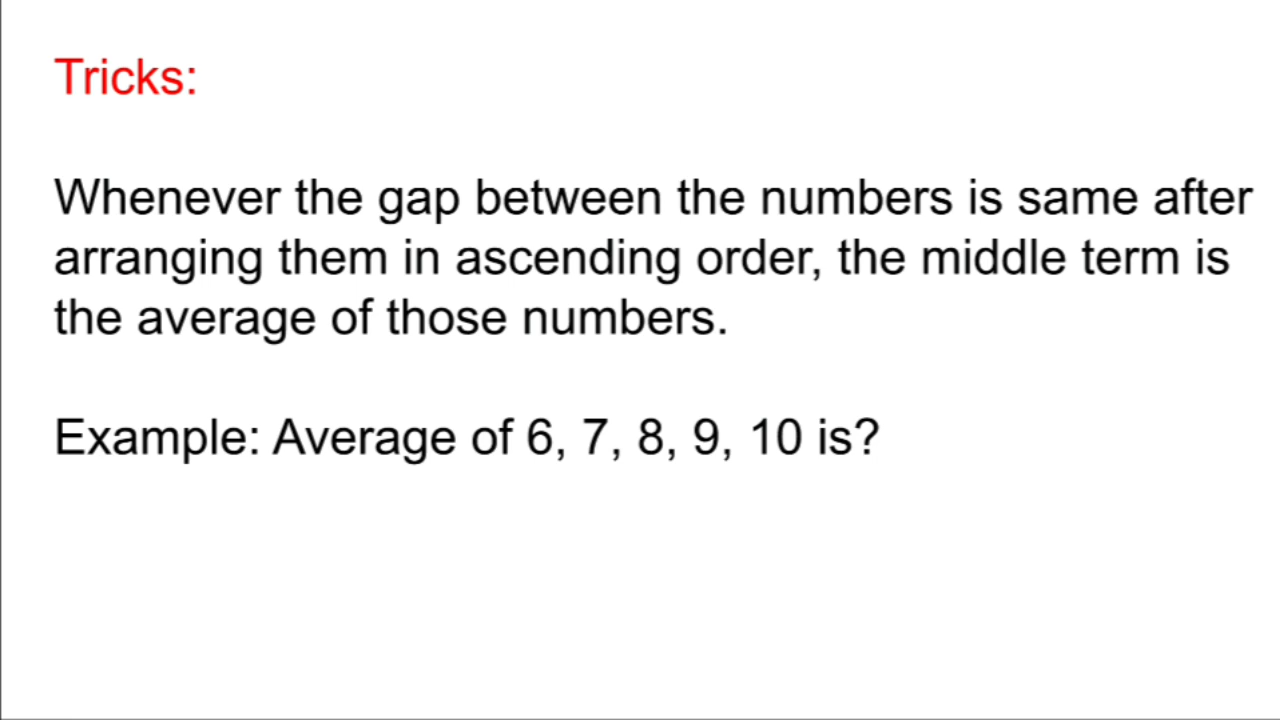 Tricks:
Whenever the gap between the numbers is same after
arranging them in ascending order, the middle term is
the average of those numbers.
Example: Average of 6, 7, 8, 9, 10 is?